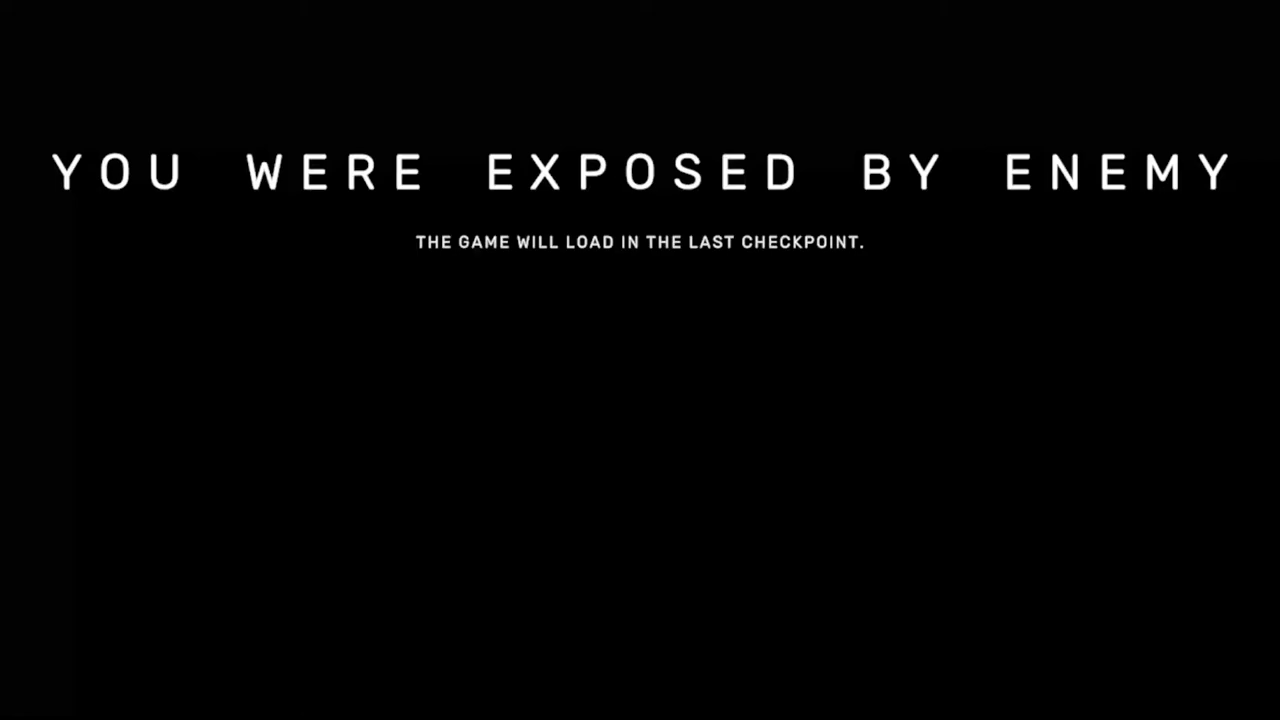 YOU WERE EXPOSED BY ENEMY
THE GAME WILL LOAD IN THE LAST CHECKPOINT.